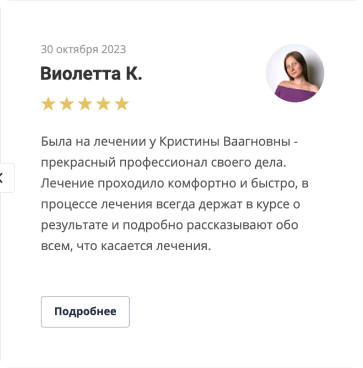 30 октября 2023
Виолетта К.
Была на лечении у Кристины Ваагновны -
прекрасный профессионал своего дела.
Лечение проходило комфортно и быстро, в
процессе лечения всегда держат в курсе о
результате и подробно рассказывают обо
всем, что касается лечения.
Подробнее